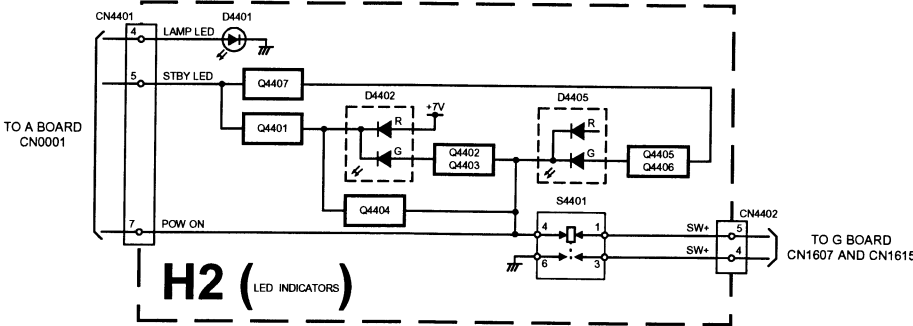 CN4401
D4401
4
LAMP LED
5
STBY LED
Q4407
D4402
+7V
D4405
R
R
TO A BOARD
CN0001
Q4401
G
Q4402
Q4403
G
Q4405
Q4406
Q4404
S4401
CN4402
7
POW ON
4
1
SW+
5
TO G BOARD
CN1607 AND CN1615
6
3
SW+
4
H2 (LED INDICATORS)